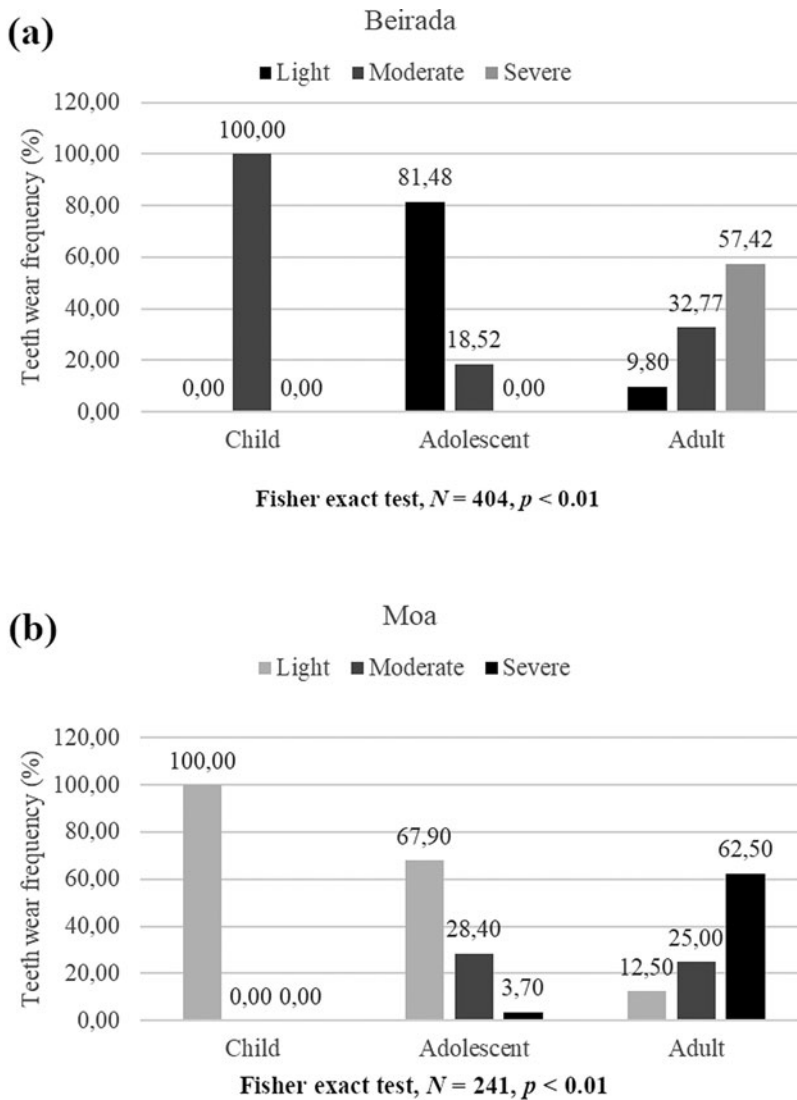 (a)
Beirada
Light Moderate Severe
Teeth wear frequency (%)
120,00
100,00
80,00
60,00
40,00
20,00
0,00
0,00 100,00 0,00
81,48 18,52 0,00
9,80 32,77 57,42
Child Adolescent Adult
Fisher exact test, N = 404, p < 0.01
(b)
Moa
Light Moderate Severe
Teeth wear frequency (%)
120,00
100,00
80,00
60,00
40,00
20,00
0,00
100,00 0,00 0,00
67,90 28,40 3,70
12,50 25,00 62,50
Child Adolescent Adult
Fisher exact test, N = 241, p < 0.01